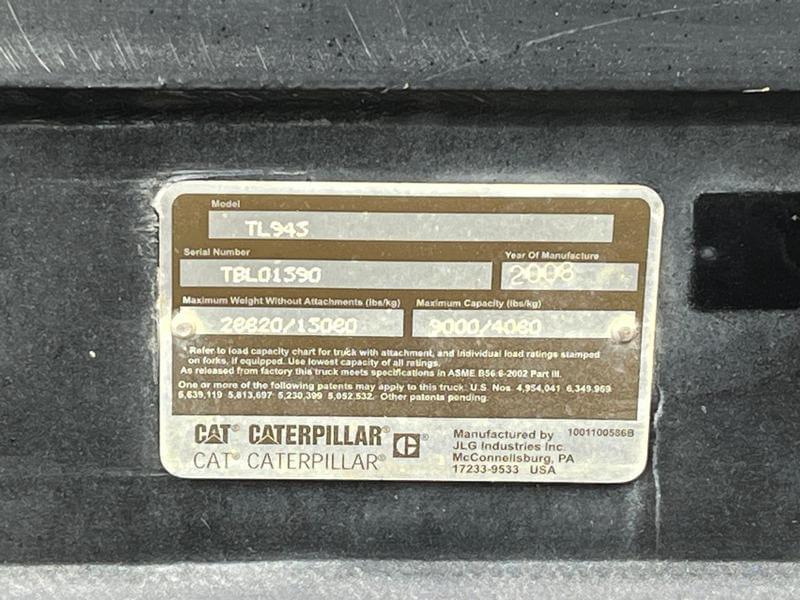 Model
TL943
Serial Number
Year Of Manufacture
TBL01390
2008
Maximum Weight Without Attachments (lbs/kg)
Maximum Capacity (lbs/kg)
28820/13080
9000/4080
Refer to load capacity chart for truck with attachment, and individual load ratings stamped
on forks, if equipped. Use lowest capacity of all ratings.
As released from factory this truck meets specifications in ASME B56.6-2002 Part III.
One or more of the following patents may apply to this truck: U.S. Nos. 4,954,041 6,349,969
5,639,119 5,813,697 5,230,399 5,052,532. Other patents pending.
CAT® CATERPILLAR® ®
CAT® CATERPILLAR®
Manufactured by 1001100586B
JLG Industries Inc.
McConnellsburg, PA
17233-9533 USA